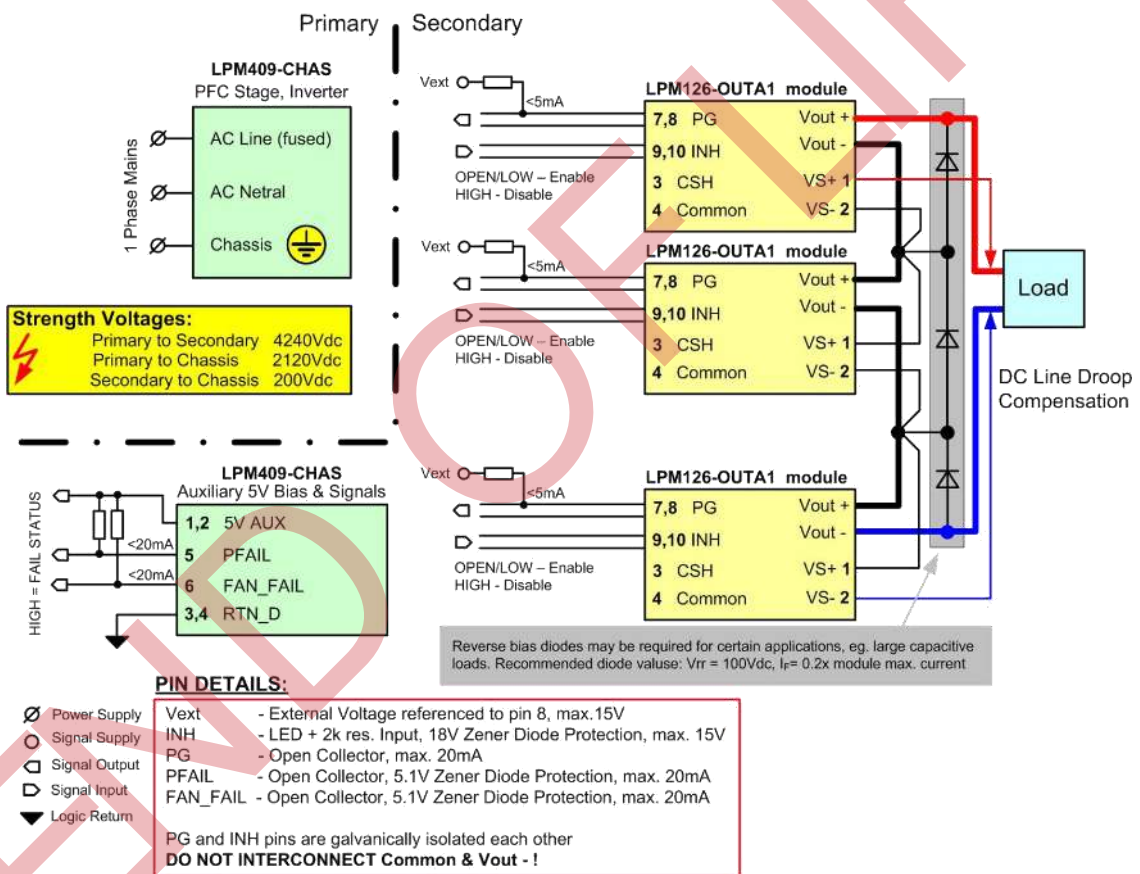 Primary
Secondary
LPM409-CHAS
PFC Stage, Inverter
1 Phase Mains
AC Line (fused)
AC Netral
Chassis
Strength Voltages:
Primary to Secondary 4240Vdc
Primary to Chassis 2120Vdc
Secondary to Chassis 200Vdc
LPM409-CHAS
Auxiliary 5V Bias & Signals
HIGH = FAIL STATUS
1,2 5V AUX
<20mA 5 PFAIL
<20mA 6 FAN_FAIL
3,4 RTN_D
Vext
<5mA
OPEN/LOW – Enable
HIGH - Disable
LPM126-OUTA1 module
7,8 PG Vout +
Vout -
9,10 INH
3 CSH VS+ 1
4 Common VS- 2
Vext
<5mA
OPEN/LOW – Enable
HIGH - Disable
LPM126-OUTA1 module
7,8 PG Vout +
Vout -
9,10 INH
3 CSH VS+ 1
4 Common VS- 2
Vext
<5mA
OPEN/LOW – Enable
HIGH - Disable
LPM126-OUTA1 module
7,8 PG Vout +
Vout -
9,10 INH
3 CSH VS+ 1
4 Common VS- 2
Load
DC Line Droop
Compensation
Reverse bias diodes may be required for certain applications, eg. large capacitive
loads. Recommended diode valuse: Vrr = 100Vdc, IF= 0.2x module max. current
PIN DETAILS:
Power Supply
Signal Supply
Signal Output
Signal Input
Logic Return
Vext - External Voltage referenced to pin 8, max.15V
INH - LED + 2k res. Input, 18V Zener Diode Protection, max. 15V
PG - Open Collector, max. 20mA
PFAIL - Open Collector, 5.1V Zener Diode Protection, max. 20mA
FAN_FAIL - Open Collector, 5.1V Zener Diode Protection, max. 20mA
PG and INH pins are galvanically isolated each other
DO NOT INTERCONNECT Common & Vout - !
END OF LI